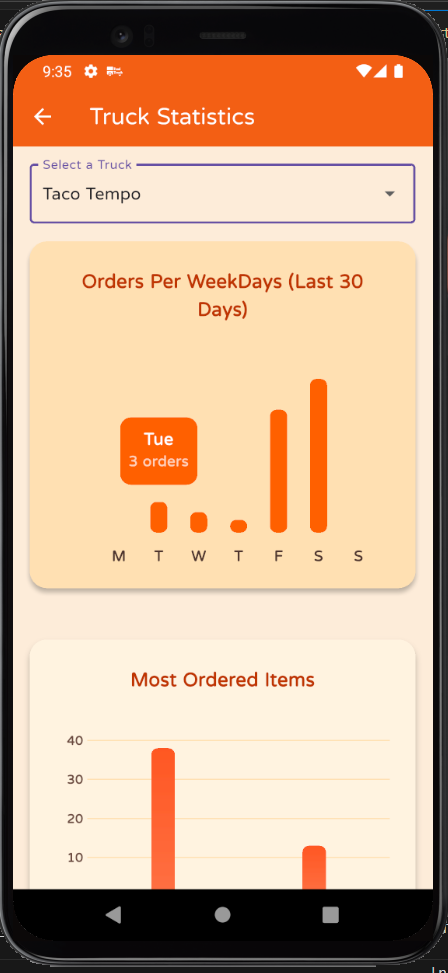 9:35
Truck Statistics
Select a Truck
Taco Tempo
Orders Per WeekDays (Last 30
Days)
Tue
3 orders
M T W T F S S
Most Ordered Items
40
30
20
10